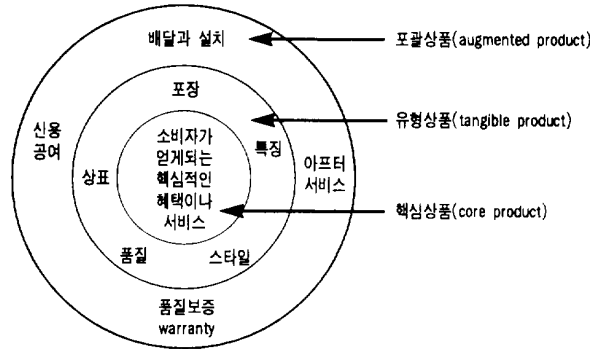 배달과 설치
포괄상품(augmented product)
포장
유형상품(tangible product)
신용
공여
소비자가
얻게되는
핵심적인
혜택이나
서비스
특징
상표
아프터
서비스
핵심상품(core product)
품질
스타일
품질보증
warranty